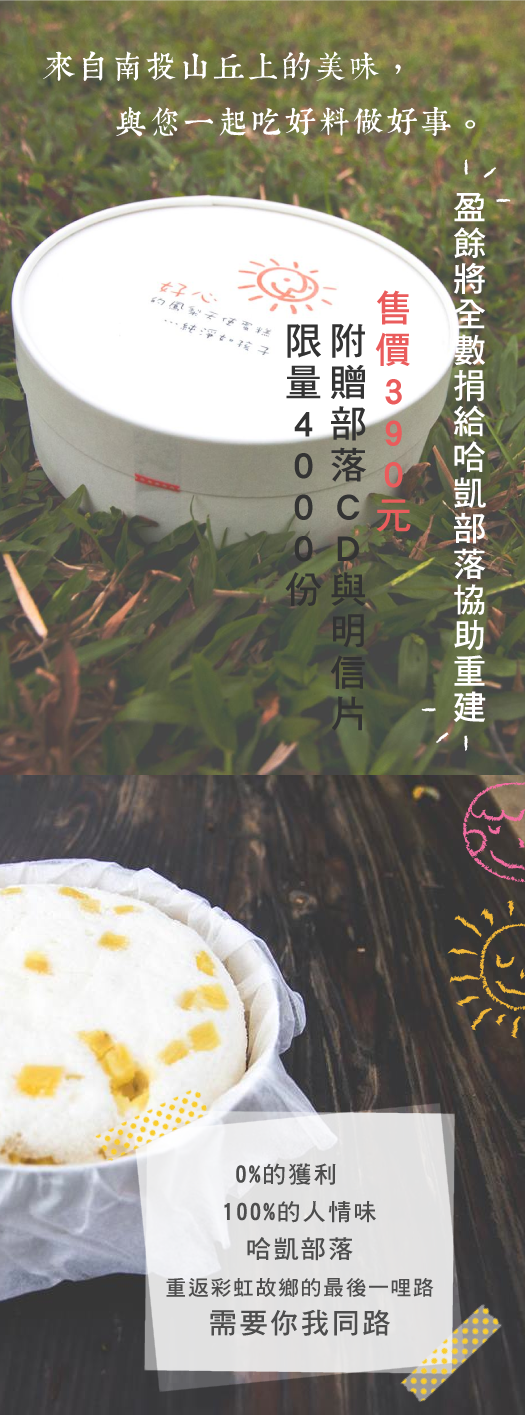 來自南投山丘上的美味，
與您一起吃好料做好事。
盈餘將全數捐給哈凱部落協助重建
售價390元
附贈部落CD與明信片
限量4000份
好心
0%的獲利
100%的人情味
哈凱部落
重返彩虹故鄉的最後一哩路
需要你我同路